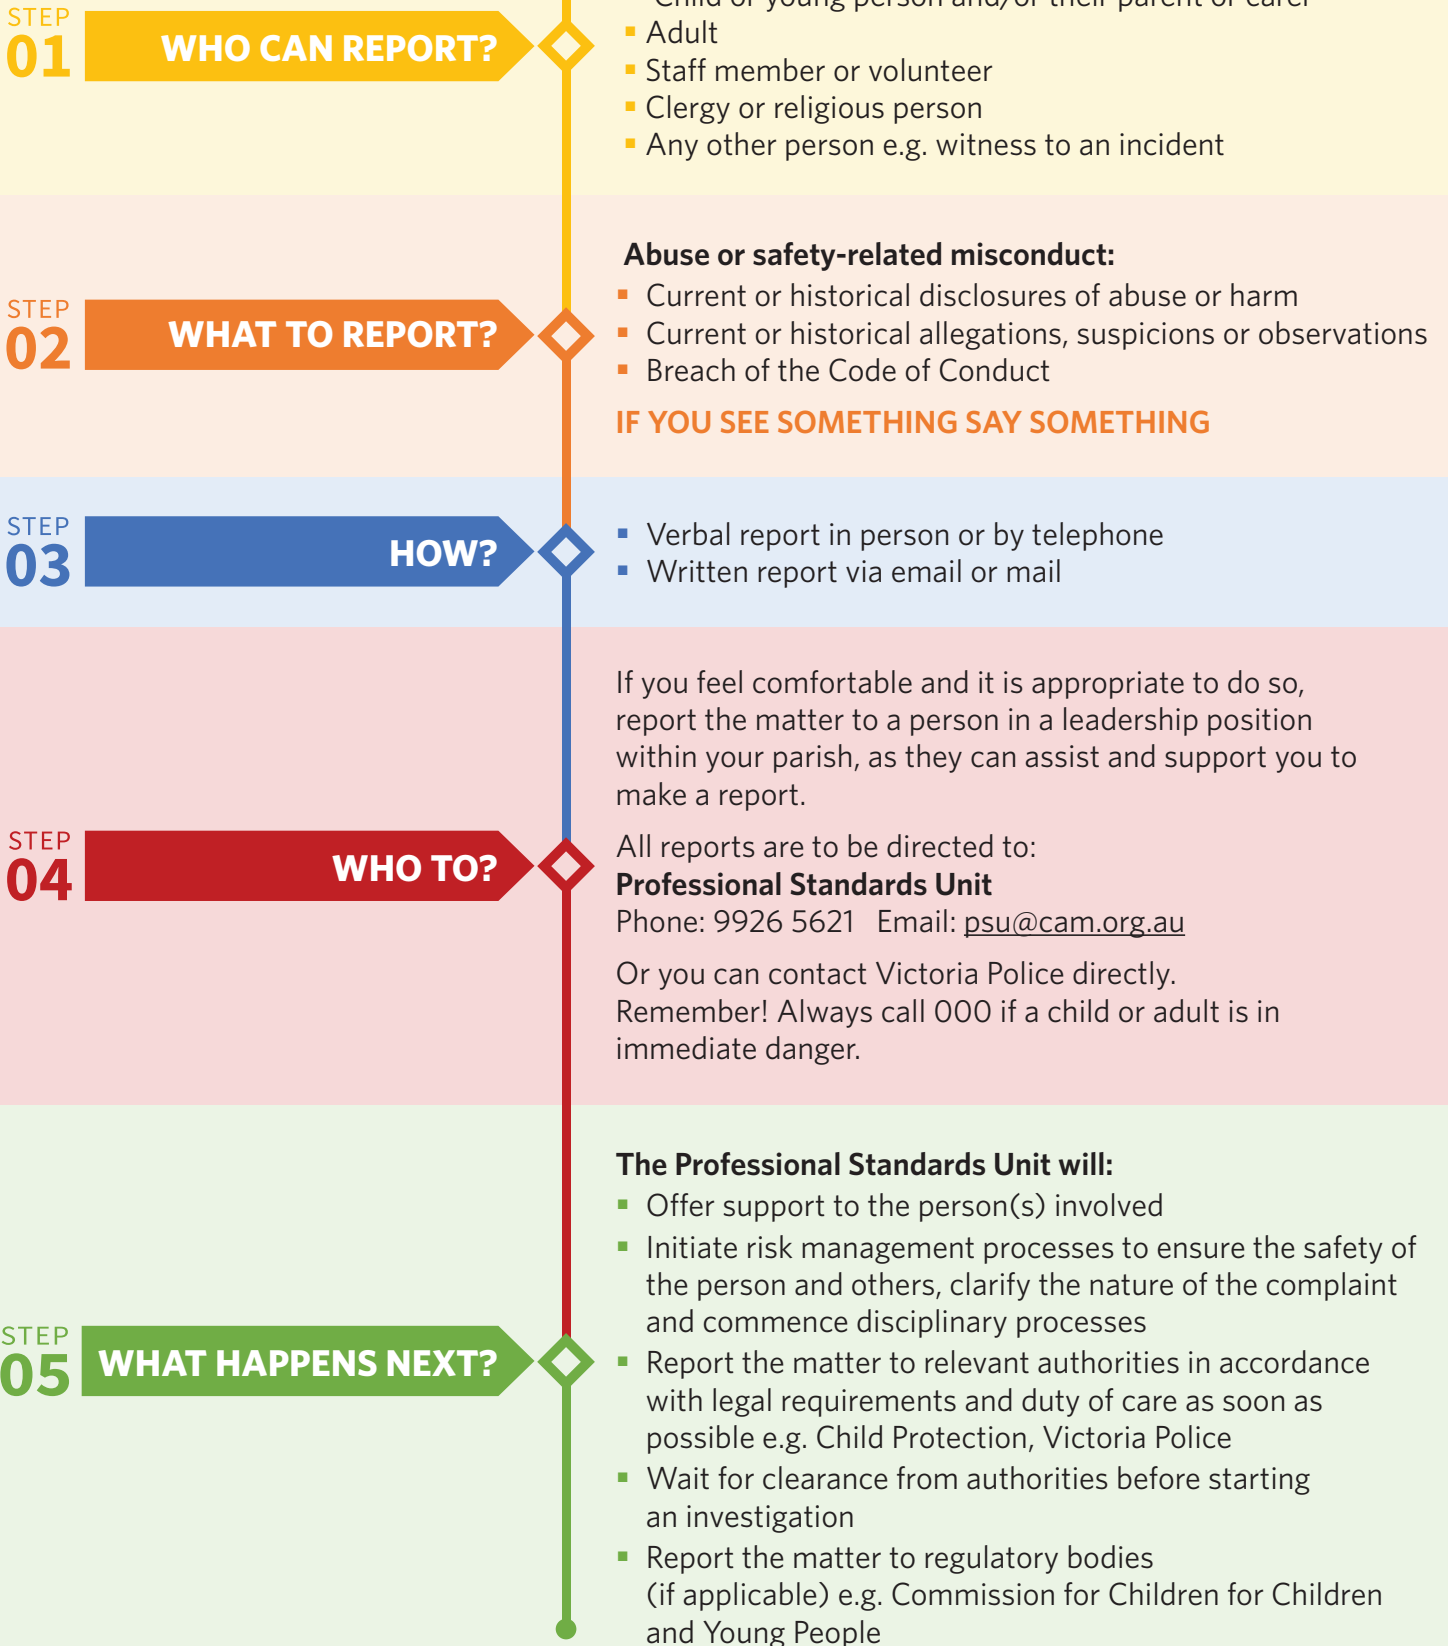 STEP
01
WHO CAN REPORT?
Child or young person and/or their parent or carer
▪ Adult
▪ Staff member or volunteer
▪ Clergy or religious person
▪ Any other person e.g. witness to an incident
STEP
02
WHAT TO REPORT?
Abuse or safety-related misconduct:
▪ Current or historical disclosures of abuse or harm
▪ Current or historical allegations, suspicions or observations
▪ Breach of the Code of Conduct
IF YOU SEE SOMETHING SAY SOMETHING
STEP
03
HOW?
▪ Verbal report in person or by telephone
▪ Written report via email or mail
STEP
04
WHO TO?
If you feel comfortable and it is appropriate to do so,
report the matter to a person in a leadership position
within your parish, as they can assist and support you to
make a report.
All reports are to be directed to:
Professional Standards Unit
Phone: 9926 5621 Email: psu@cam.org.au
Or you can contact Victoria Police directly.
Remember! Always call 000 if a child or adult is in
immediate danger.
STEP
05
WHAT HAPPENS NEXT?
The Professional Standards Unit will:
▪ Offer support to the person(s) involved
▪ Initiate risk management processes to ensure the safety of
the person and others, clarify the nature of the complaint
and commence disciplinary processes
▪ Report the matter to relevant authorities in accordance
with legal requirements and duty of care as soon as
possible e.g. Child Protection, Victoria Police
▪ Wait for clearance from authorities before starting
an investigation
▪ Report the matter to regulatory bodies
(if applicable) e.g. Commission for Children for Children
and Young People